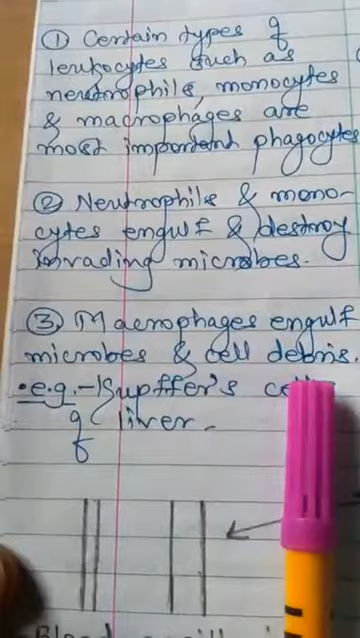 ① Certain types of
leukocytes such as
neutrophils, monocytes
& macrophages are
most important phagocytes
② Neutrophils & mono-
cytes engulf & destroy
invading microbes.
③ Macrophages engulf
microbes & cell debris.
•e.g.- Kupffer's
of liver.